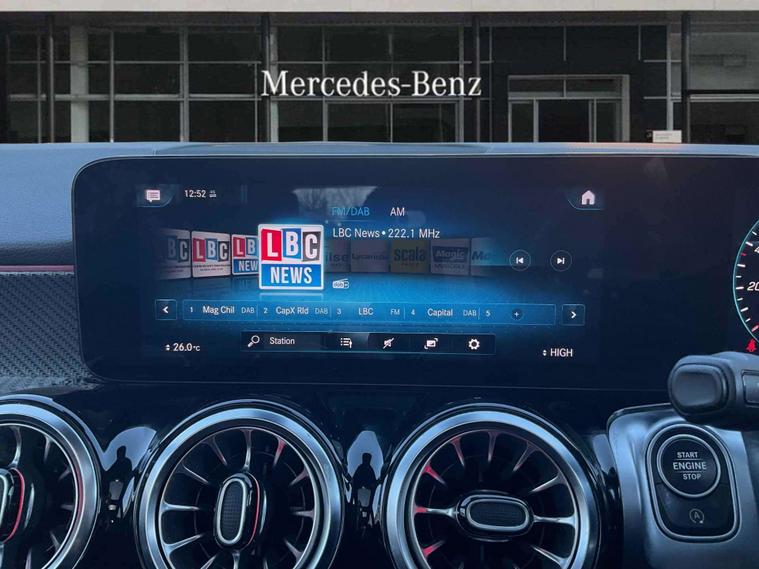 Mercedes-Benz
12:52
FM/DAB AM
LBC News • 222.1 MHz
LBC
NEWS
LBC
scala
Magic
1 Mag Chil DAB 2 CapX Rld DAB 3 LBC FM 4 Capital DAB 5
Station
26.0°C
HIGH
START
ENGINE
STOP
A
20